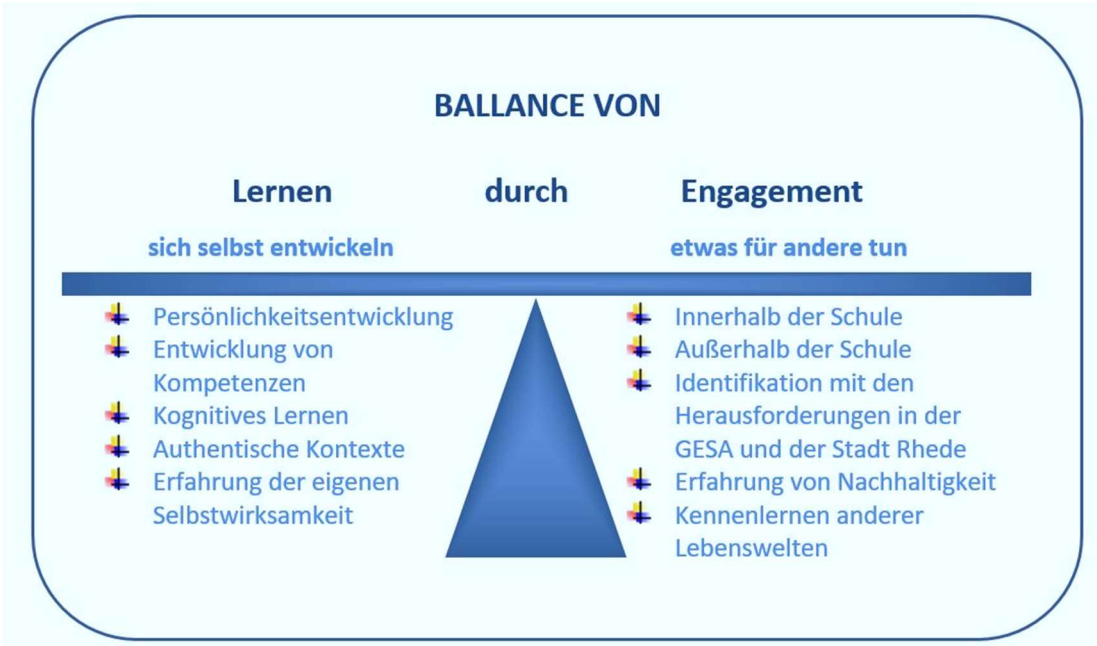 BALLANCE VON
Lernen durch Engagement
sich selbst entwickeln
etwas für andere tun
Persönlichkeitsentwicklung
Entwicklung von
Kompetenzen
Kognitives Lernen
Authentische Kontexte
Erfahrung der eigenen
Selbstwirksamkeit
Innerhalb der Schule
Außerhalb der Schule
Identifikation mit den
Herausforderungen in der
GESA und der Stadt Rhede
Erfahrung von Nachhaltigkeit
Kennenlernen anderer
Lebenswelten